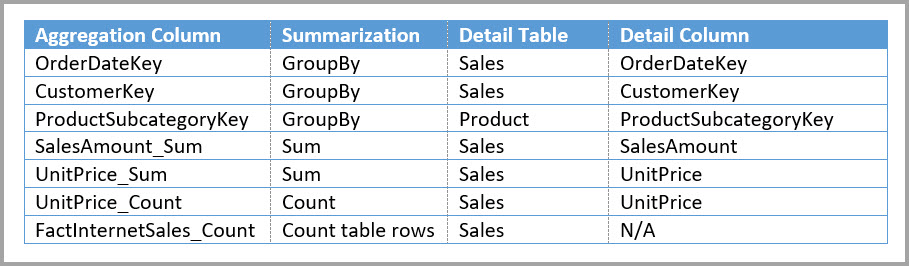 Aggregation Column Summarization Detail Table Detail Column
OrderDateKey GroupBy Sales OrderDateKey
CustomerKey GroupBy Sales CustomerKey
ProductSubcategoryKey GroupBy Product ProductSubcategoryKey
SalesAmount_Sum Sum Sales SalesAmount
UnitPrice_Sum Sum Sales UnitPrice
UnitPrice_Count Count Sales UnitPrice
FactInternetSales_Count Count table rows Sales N/A